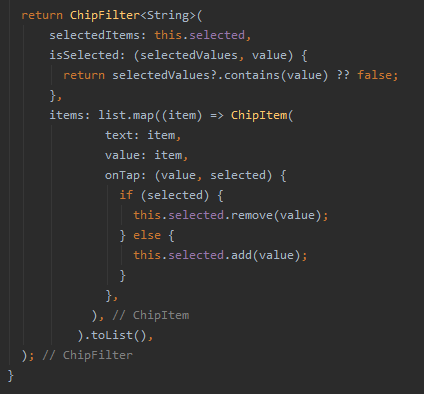 return ChipFilter<String>(
selectedItems: this.selected,
isSelected: (selectedValues, value) {
return selectedValues?.contains(value) ?? false;
},
items: list.map((item) => ChipItem(
text: item,
value: item,
onTap: (value, selected) {
if (selected) {
this.selected.remove(value);
} else {
this.selected.add(value);
}
},
), // ChipItem
).toList(),
); // ChipFilter
}